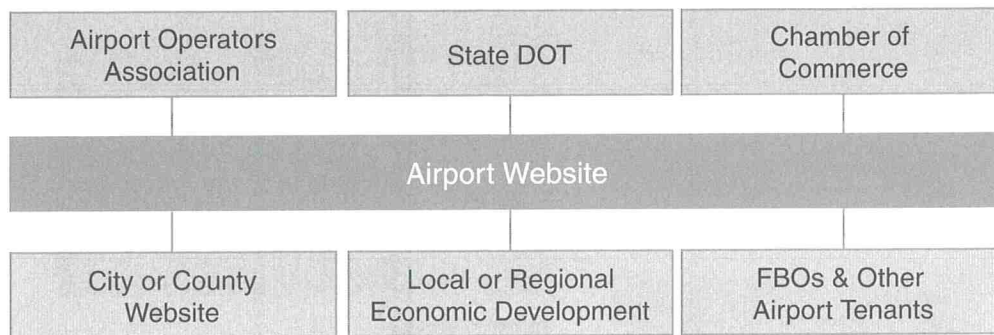 Airport Operators
Association
State DOT
Chamber of
Commerce
Airport Website
City or County
Website
Local or Regional
Economic Development
FBOs & Other
Airport Tenants